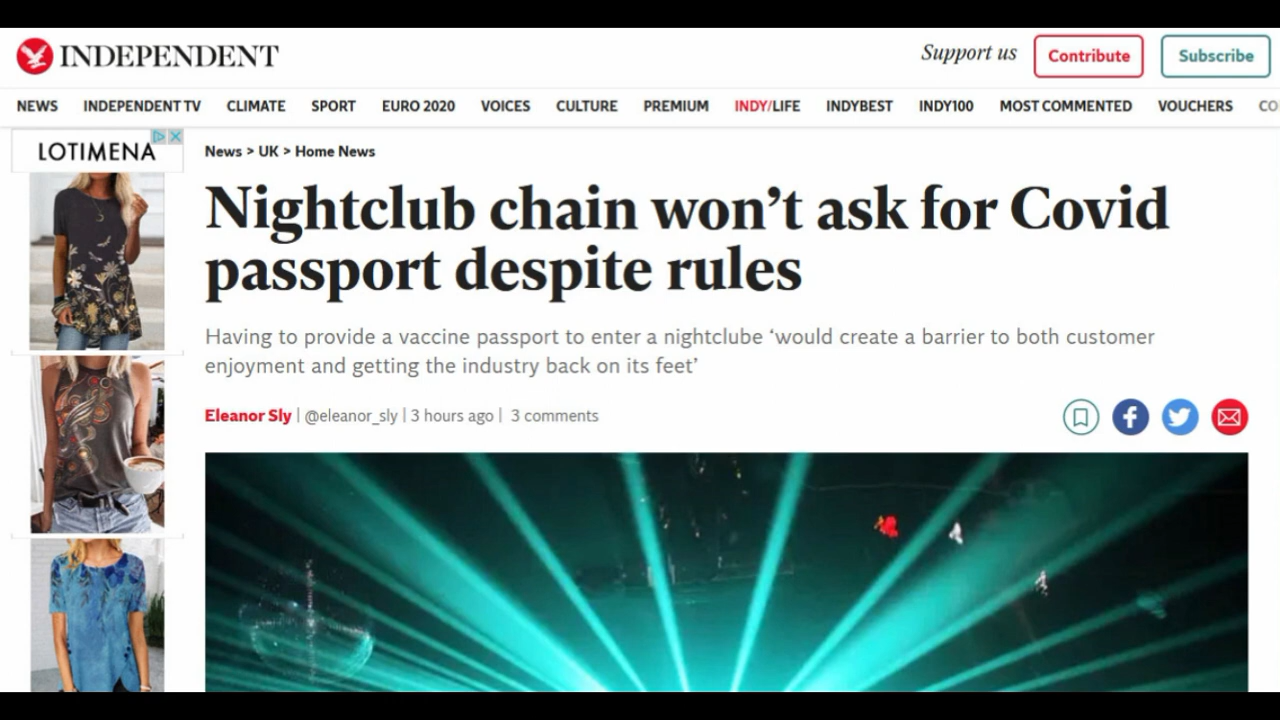 INDEPENDENT
Support us
Contribute
Subscribe
NEWS INDEPENDENT TV CLIMATE SPORT EURO 2020 VOICES CULTURE PREMIUM INDY/LIFE INDYBEST INDY100 MOST COMMENTED VOUCHERS CO
LOTIMENA
News > UK > Home News
Nightclub chain won’t ask for Covid
passport despite rules
Having to provide a vaccine passport to enter a nightclube ‘would create a barrier to both customer
enjoyment and getting the industry back on its feet’
Eleanor Sly | @eleanor_sly | 3 hours ago | 3 comments